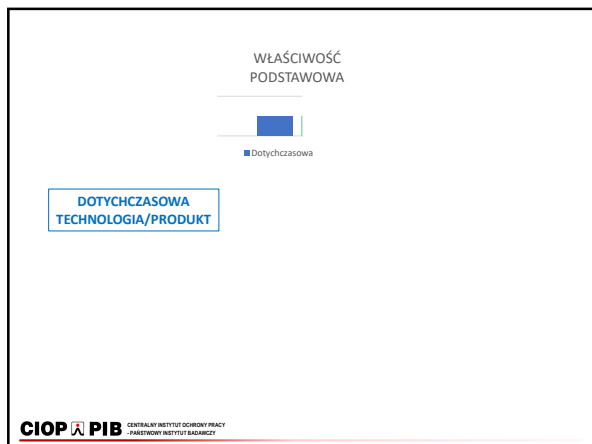 WŁAŚCIWOŚĆ
PODSTAWOWA
Dotychczasowa
DOTYCHCZASOWA
TECHNOLOGIA/PRODUKT
CIOP PIB CENTRALNY INSTYTUT OCHRONY PRACY
- PAŃSTWOWY INSTYTUT BADAWCZY